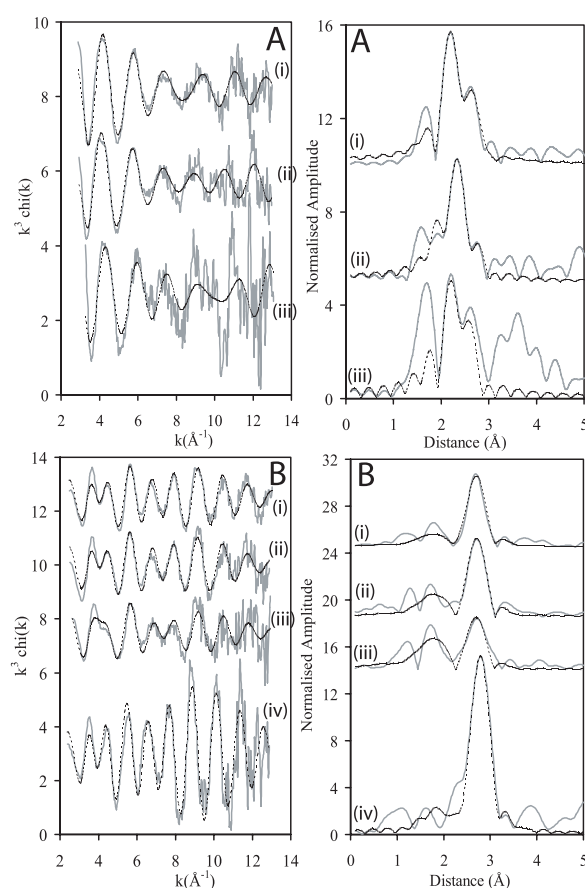 A
10
8
6
4
2
0
k³ chi(k)
(i)
(ii)
(iii)
2 4 6 8 10 12 14
k(Å⁻¹)
A
16
12
8
4
0
Normalised Amplitude
(i)
(ii)
(iii)
0 1 2 3 4 5
Distance (Å)
B
14
12
10
8
6
4
2
0
k³ chi(k)
(i)
(ii)
(iii)
(iv)
2 4 6 8 10 12 14
k(Å⁻¹)
B
32
28
24
20
16
12
8
4
0
Normalised Amplitude
(i)
(ii)
(iii)
(iv)
0 1 2 3 4 5
Distance (Å)